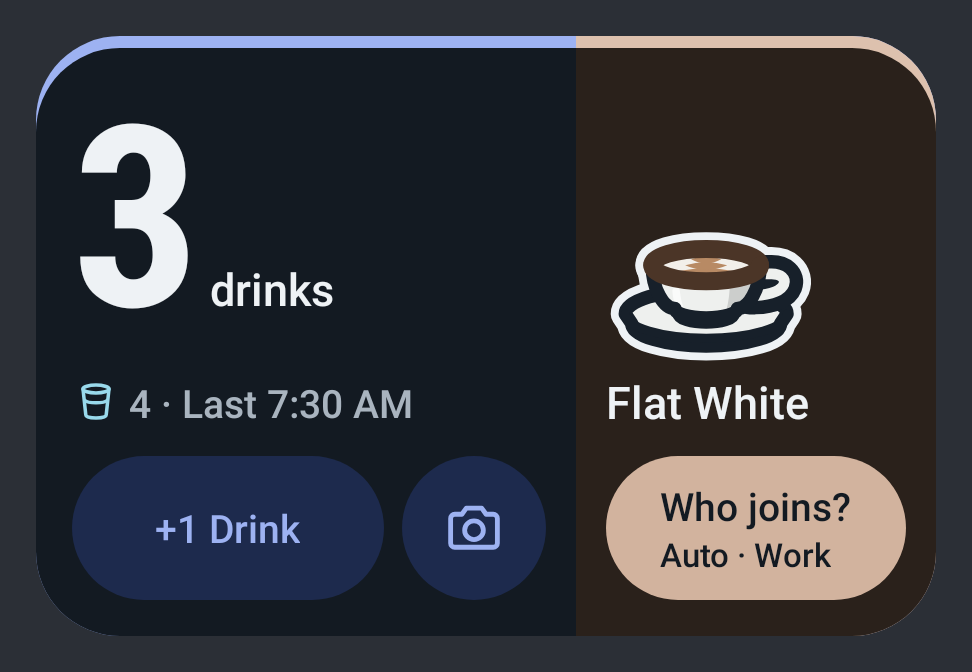 3 drinks
4 · Last 7:30 AM
+1 Drink
Flat White
Who joins?
Auto · Work